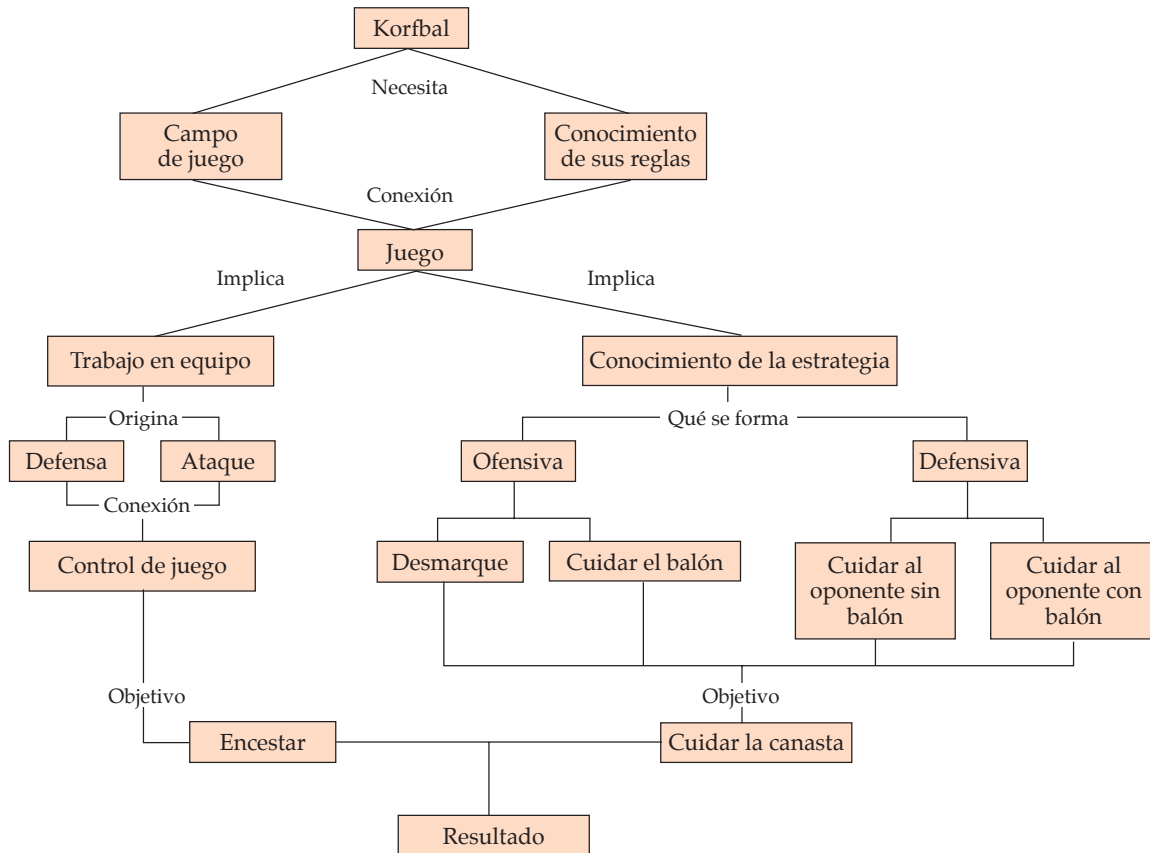 Korfbal
Necesita
Campo
de juego
Conocimiento
de sus reglas
Conexión
Juego
Implica
Implica
Trabajo en equipo
Conocimiento de la estrategia
Origina
Qué se forma
Defensa
Ataque
Ofensiva
Defensiva
Conexión
Control de juego
Desmarque
Cuidar el balón
Cuidar al
oponente sin
balón
Cuidar al
oponente con
balón
Objetivo
Objetivo
Encestar
Cuidar la canasta
Resultado